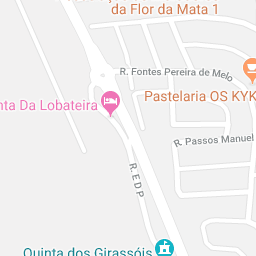 da Flor da Mata 1
R. Fontes Pereira de Melo
nta Da Lobateira
Pastelaria OS KYK
R. Passos Manuel
R. EDP
Quinta dos Girassóis